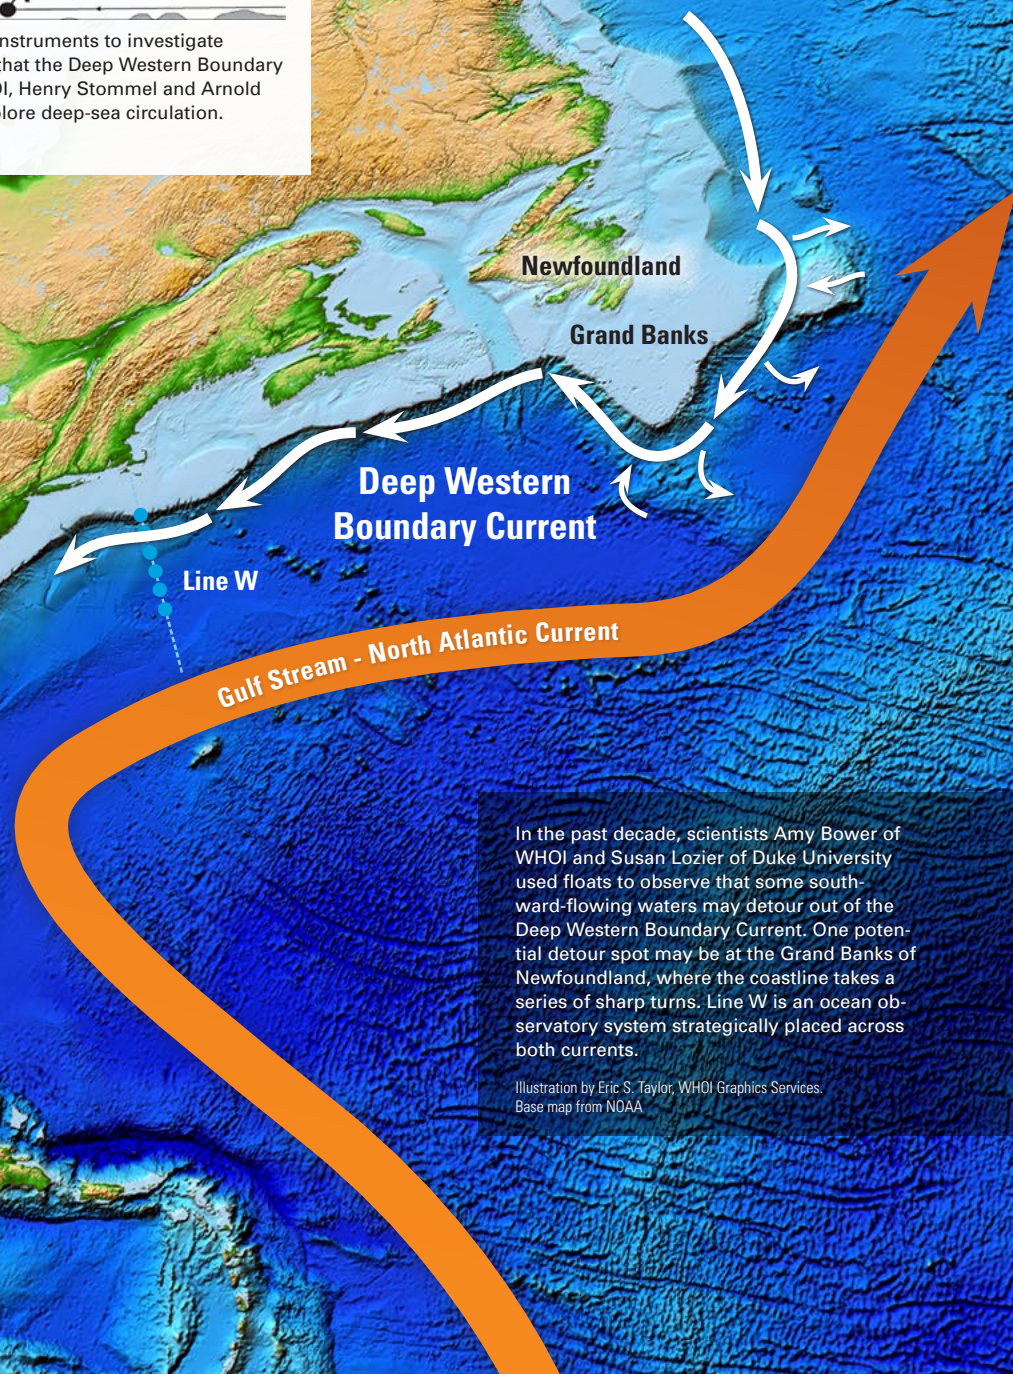 nstruments to investigate
that the Deep Western Boundary
OI, Henry Stommel and Arnold
plore deep-sea circulation.
Newfoundland
Grand Banks
Deep Western
Boundary Current
Line W
Gulf Stream - North Atlantic Current
In the past decade, scientists Amy Bower of
WHOI and Susan Lozier of Duke University
used floats to observe that some south-
ward-flowing waters may detour out of the
Deep Western Boundary Current. One poten-
tial detour spot may be at the Grand Banks of
Newfoundland, where the coastline takes a
series of sharp turns. Line W is an ocean ob-
servatory system strategically placed across
both currents.
Illustration by Eric S. Taylor, WHOI Graphics Services.
Base map from NOAA